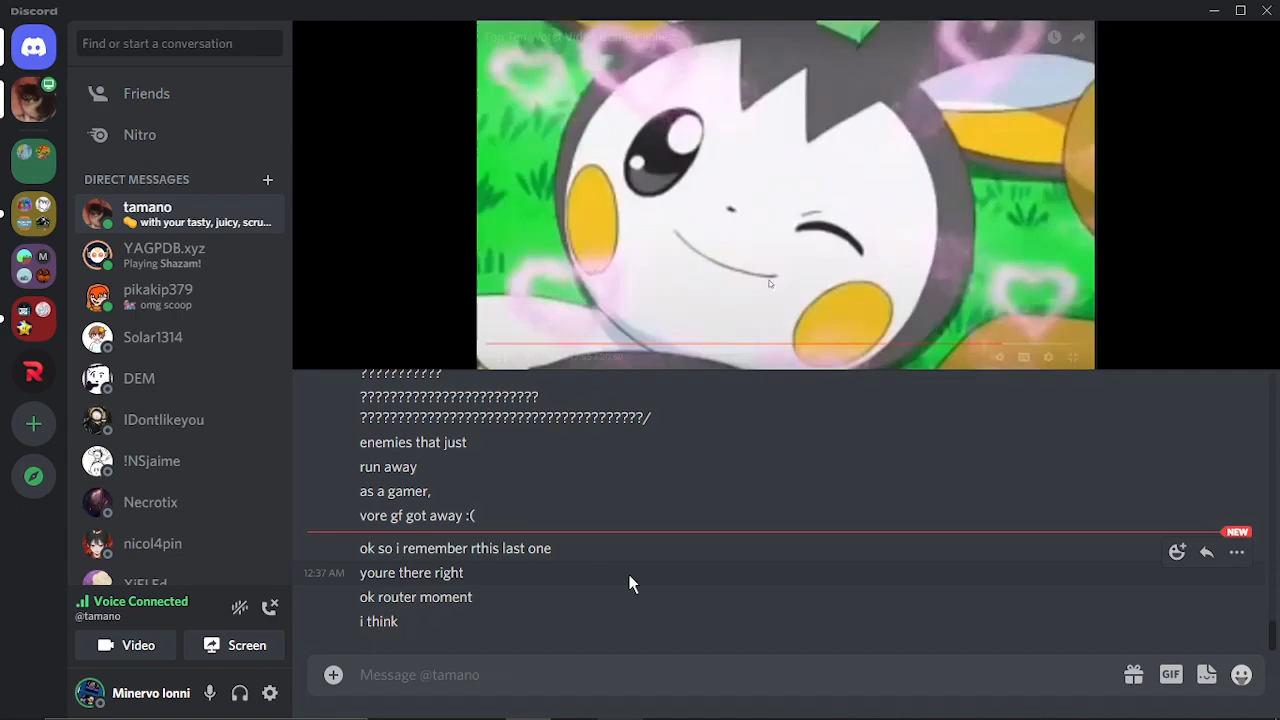 Discord
Find or start a conversation
Friends
Nitro
DIRECT MESSAGES
tamano
with your tasty, juicy, scru...
YAGPDB.xyz
Playing Shazam!
pikakip379
omg scoop
Solar1314
DEM
IDontlikeyou
!NSjaime
Necrotix
nicol4pin
Voice Connected
@tamano
Video
Screen
Minervo Ionni
???????????
????????????????????????
??????????????????????????????????????/
enemies that just
run away
as a gamer,
vore gf got away :(
NEW
ok so i remember rthis last one
12:37 AM
youre there right
ok router moment
i think
Message @tamano
GIF